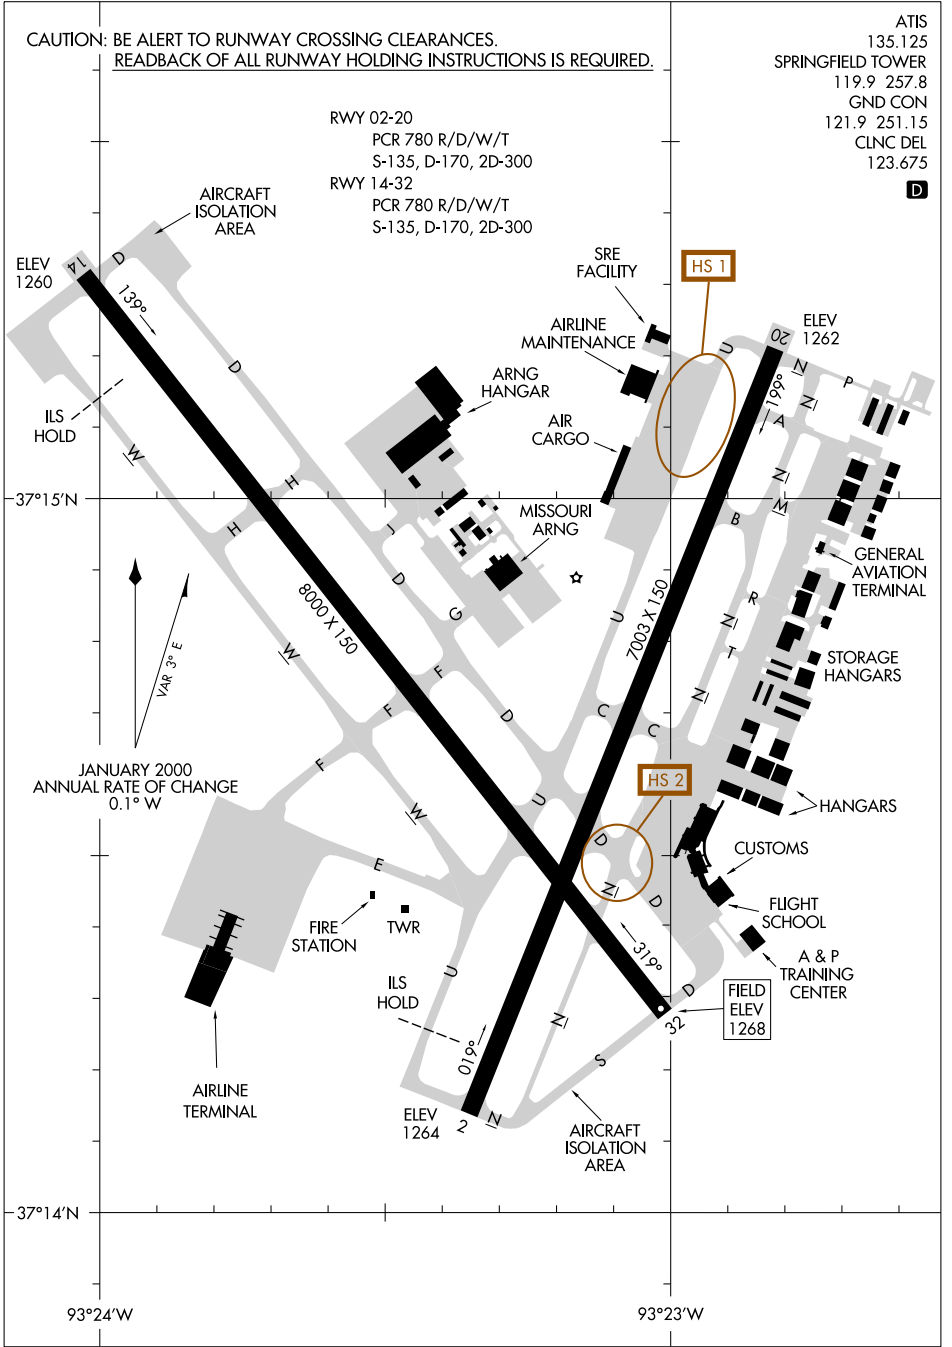 CAUTION: BE ALERT TO RUNWAY CROSSING CLEARANCES.
READBACK OF ALL RUNWAY HOLDING INSTRUCTIONS IS REQUIRED.
ATIS
135.125
SPRINGFIELD TOWER
119.9 257.8
GND CON
121.9 251.15
CLNC DEL
123.675
D
RWY 02-20
PCR 780 R/D/W/T
S-135, D-170, 2D-300
RWY 14-32
PCR 780 R/D/W/T
S-135, D-170, 2D-300
AIRCRAFT
ISOLATION
AREA
ELEV
1260
14
D
139°
D
ILS
HOLD
W
SRE
FACILITY
HS 1
AIRLINE
MAINTENANCE
ARNG
HANGAR
AIR
CARGO
ELEV
1262
20
U
N
P
N
199°
A
N
M
B
37°15'N
H
H
J
MISSOURI
ARNG
D
G
GENERAL
AVIATION
TERMINAL
R
8000 X 150
7003 X 150
U
N
T
W
VAR 3° E
STORAGE
HANGARS
F
F
N
D
C
C
F
JANUARY 2000
ANNUAL RATE OF CHANGE
0.1° W
HS 2
HANGARS
W
U
D
CUSTOMS
E
N
D
FLIGHT
SCHOOL
FIRE
STATION
TWR
319°
A & P
TRAINING
CENTER
U
ILS
HOLD
D
FIELD
ELEV
1268
N
32
019°
S
AIRLINE
TERMINAL
ELEV
1264
2
N
AIRCRAFT
ISOLATION
AREA
37°14'N
93°24'W
93°23'W